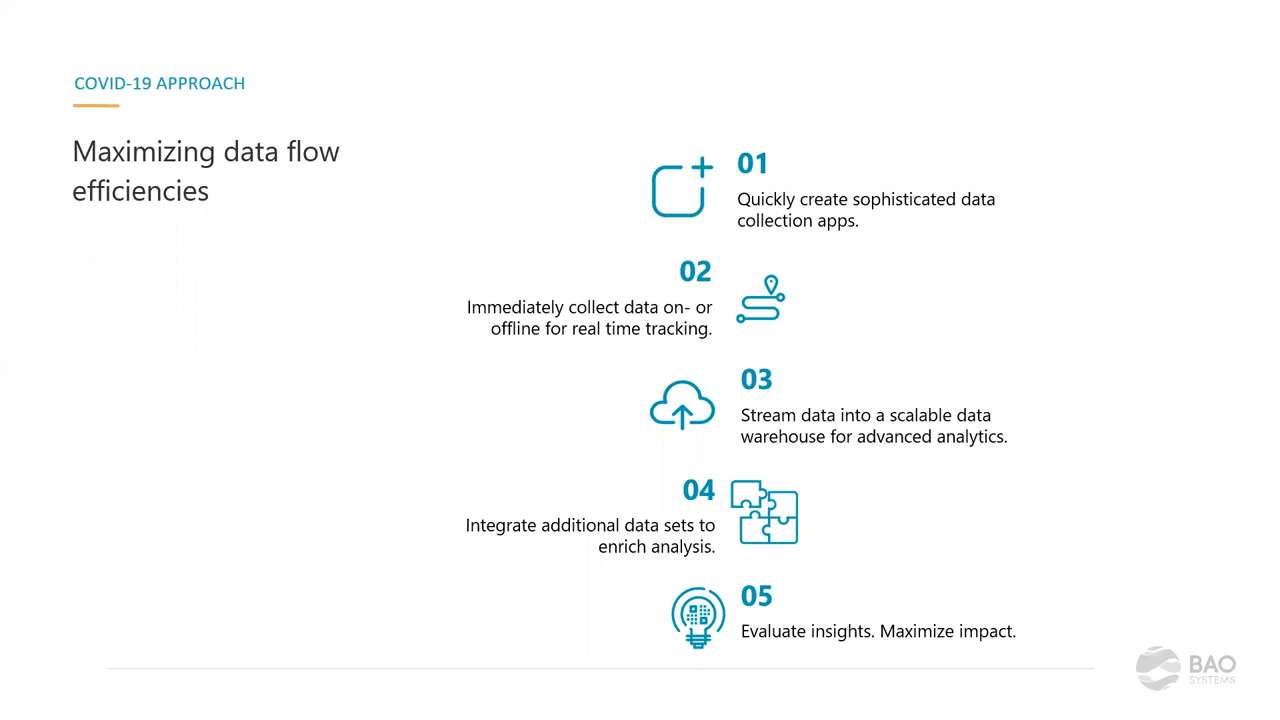 COVID-19 APPROACH
Maximizing data flow
efficiencies
01
Quickly create sophisticated data
collection apps.
02
Immediately collect data on- or
offline for real time tracking.
03
Stream data into a scalable data
warehouse for advanced analytics.
04
Integrate additional data sets to
enrich analysis.
05
Evaluate insights. Maximize impact.
BAO
SYSTEMS